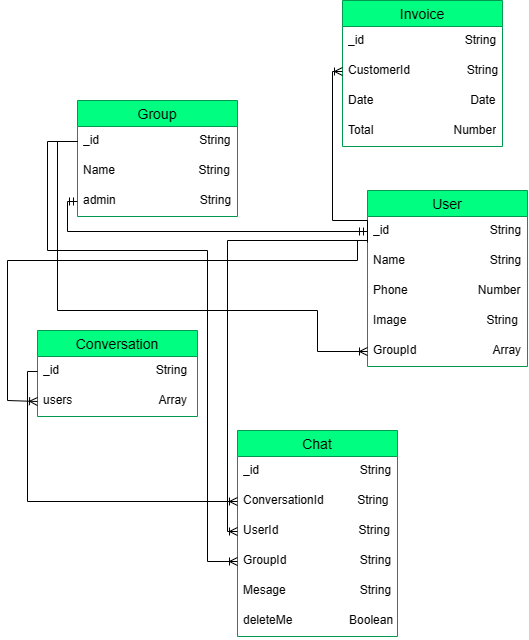 Invoice
_id String
CustomerId String
Date Date
Total Number
Group
_id String
Name String
admin String
User
_id String
Name String
Phone Number
Image String
GroupId Array
Conversation
_id String
users Array
Chat
_id String
ConversationId String
UserId String
GroupId String
Mesage String
deleteMe Boolean